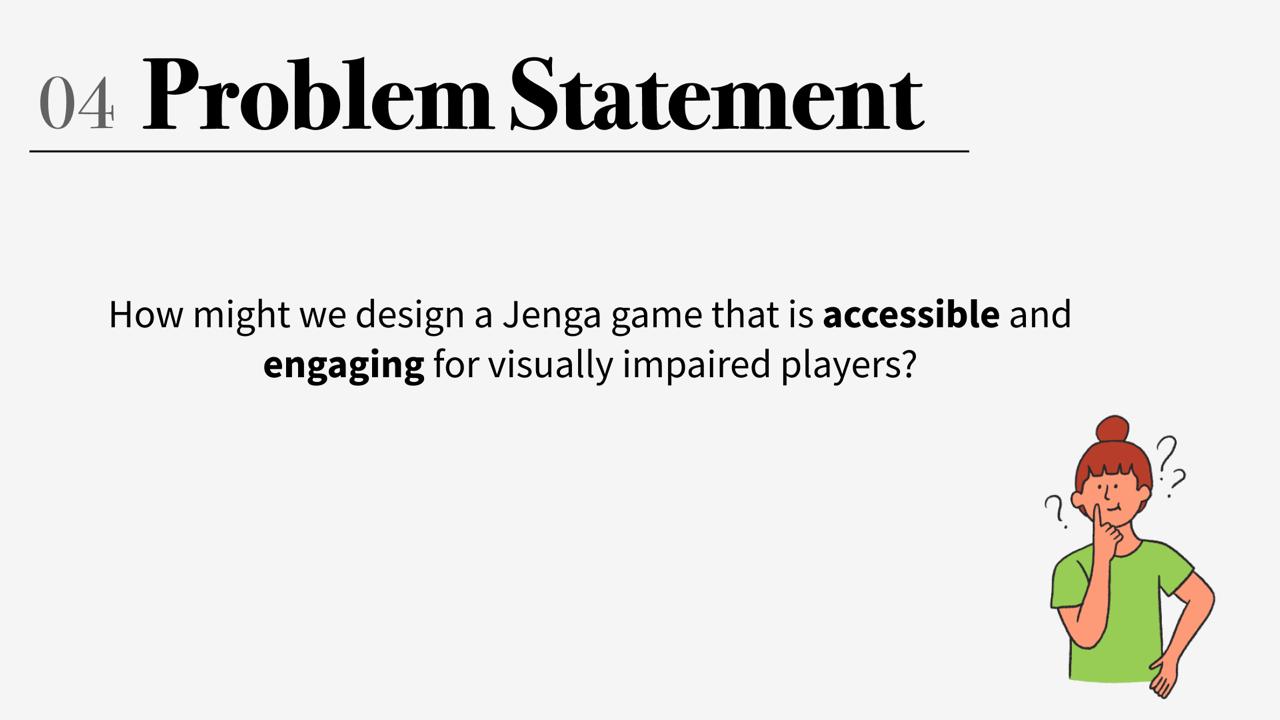 04 Problem Statement
How might we design a Jenga game that is accessible and
engaging for visually impaired players?
? ? ?